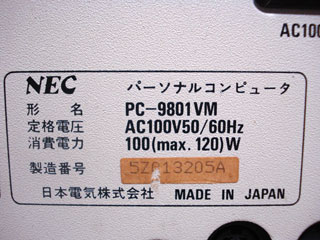 AC100
NEC パーソナルコンピュータ
形名 PC-9801VM
定格電圧 AC100V50/60Hz
消費電力 100(max. 120)W
製造番号 5Z013205A
日本電気株式会社 MADE IN JAPAN